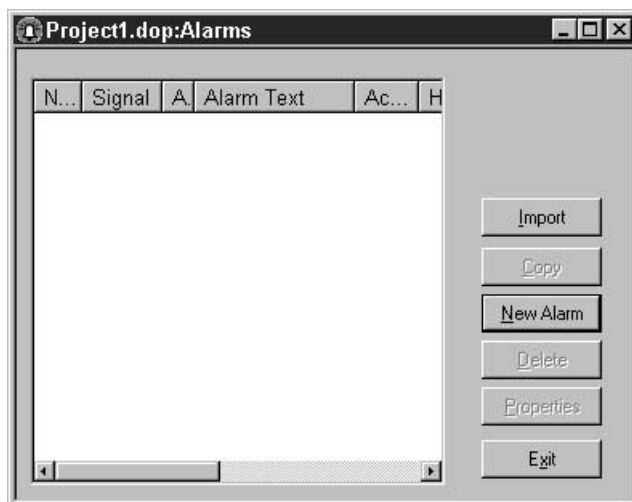 Project1.dop:Alarms
N... Signal A. Alarm Text Ac... H
Import
Copy
New Alarm
Delete
Properties
Exit